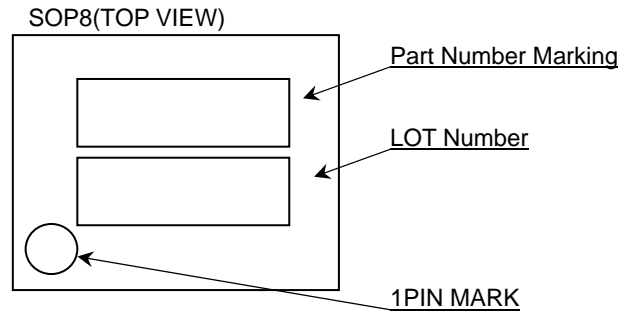 SOP8(TOP VIEW)
Part Number Marking
LOT Number
1PIN MARK